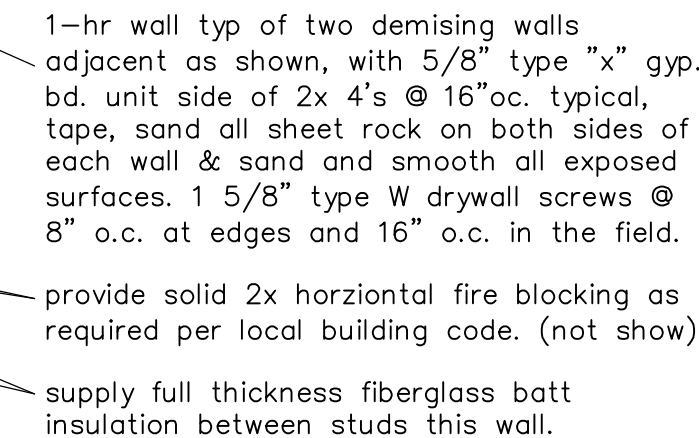 1-hr wall typ of two demising walls
adjacent as shown, with 5/8" type "x" gyp.
bd. unit side of 2x 4's @ 16"oc. typical,
tape, sand all sheet rock on both sides of
each wall & sand and smooth all exposed
surfaces. 1 5/8" type W drywall screws @
8" o.c. at edges and 16" o.c. in the field.
provide solid 2x horziontal fire blocking as
required per local building code. (not show)
supply full thickness fiberglass batt
insulation between studs this wall.